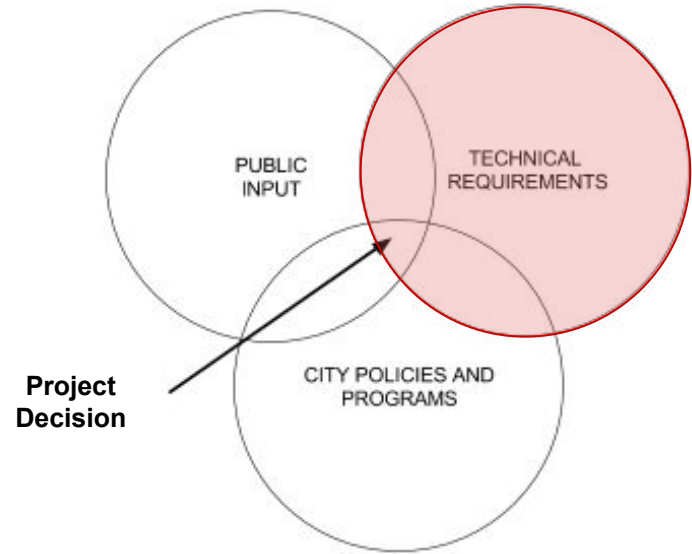 PUBLIC
INPUT
TECHNICAL
REQUIREMENTS
CITY POLICIES AND
PROGRAMS
Project
Decision